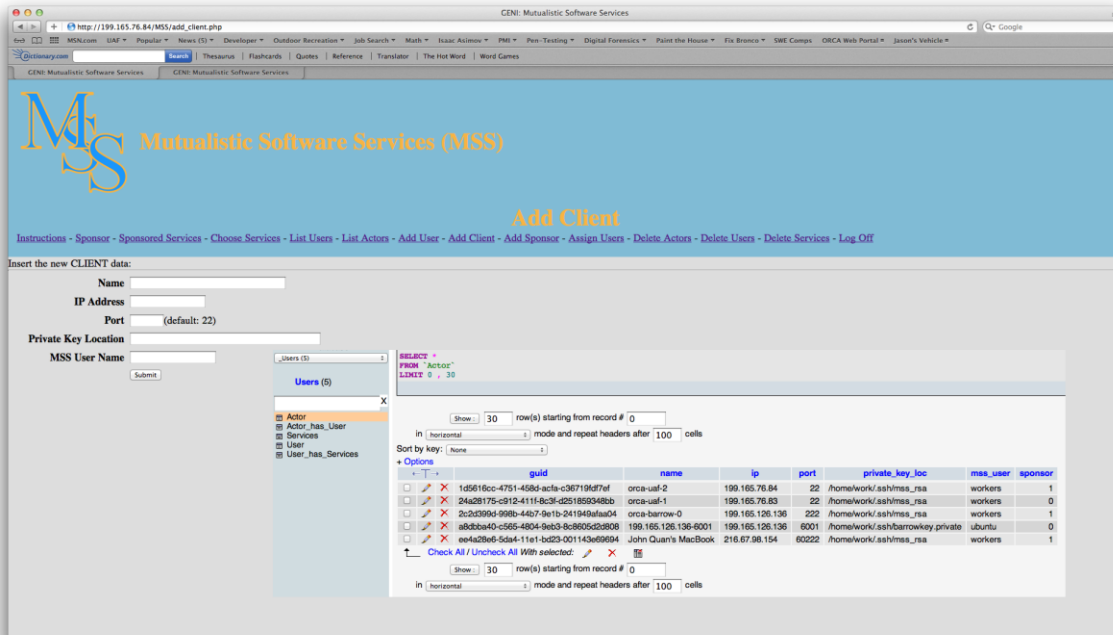 GENI: Mutualistic Software Services
http://199.165.76.84/MSS/add_client.php
Google
MSN.com UAF Popular News (5) Developer Outdoor Recreation Job Search Math Isaac Asimov PMI Pen-Testing Digital Forensics Paint the House Fix Bronco SWE Camps ORCA Web Portal Jason's Vehicle
Dictionary.com Search Thesaurus Flashcards Quotes Reference Translator The Hot Word Word Games
GENI: Mutualistic Software Services GENI: Mutualistic Software Services
MSS
Mutualistic Software Services (MSS)
Add Client
Instructions - Sponsor - Sponsored Services - Choose Services - List Users - List Actors - Add User - Add Client - Add Sponsor - Assign Users - Delete Actors - Delete Users - Delete Services - Log Off
Insert the new CLIENT data:
Name
IP Address
Port (default: 22)
Private Key Location
MSS User Name
Submit
_Users (5)
Users (5)
X
Actor
Actor_has_User
Services
User
User_has_Services
SELECT *
FROM `Actor`
LIMIT 0 , 30
Show : 30 row(s) starting from record # 0
in horizontal mode and repeat headers after 100 cells
Sort by key: None
+ Options
guid name ip port private_key_loc mss_user sponsor
1d5616cc-4751-458d-acfa-c36719fdf7ef orca-uaf-2 199.165.76.84 22 /home/work/.ssh/mss_rsa workers 1
24a28175-c912-411f-8c3f-d251859348bb orca-uaf-1 199.165.76.83 22 /home/work/.ssh/mss_rsa workers 0
2c2d399d-998b-44b7-9e1b-241949afaa04 orca-barrow-0 199.165.126.136 222 /home/work/.ssh/mss_rsa workers 1
a8dbba40-c565-4804-9eb3-8c8605d2d808 199.165.126.136-6001 199.165.126.136 6001 /home/work/.ssh/barrowkey.private ubuntu 0
ee4a28e6-5da4-11e1-bd23-001143e69694 John Quan's MacBook 216.67.98.154 60222 /home/work/.ssh/mss_rsa workers 1
Check All / Uncheck All With selected:
Show : 30 row(s) starting from record # 0
in horizontal mode and repeat headers after 100 cells